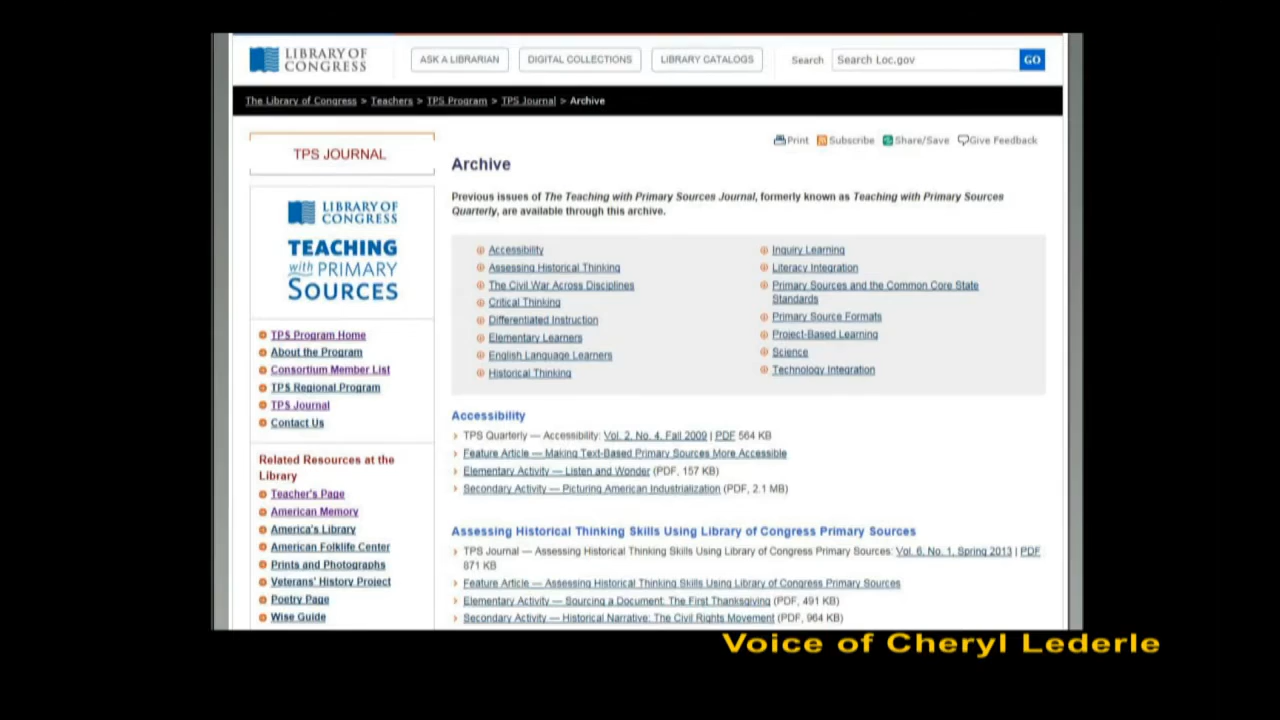 LIBRARY OF
CONGRESS
ASK A LIBRARIAN
DIGITAL COLLECTIONS
LIBRARY CATALOGS
Search
Search Loc.gov
GO
The Library of Congress > Teachers > TPS Program > TPS Journal > Archive
Print Subscribe Share/Save Give Feedback
TPS JOURNAL
LIBRARY OF
CONGRESS
TEACHING
with PRIMARY
SOURCES
TPS Program Home
About the Program
Consortium Member List
TPS Regional Program
TPS Journal
Contact Us
Related Resources at the
Library
Teacher's Page
American Memory
America's Library
American Folklife Center
Prints and Photographs
Veterans' History Project
Poetry Page
Wise Guide
Archive
Previous issues of The Teaching with Primary Sources Journal, formerly known as Teaching with Primary Sources
Quarterly, are available through this archive.
Accessibility
Assessing Historical Thinking
The Civil War Across Disciplines
Critical Thinking
Differentiated Instruction
Elementary Learners
English Language Learners
Historical Thinking
Inquiry Learning
Literacy Integration
Primary Sources and the Common Core State
Standards
Primary Source Formats
Project-Based Learning
Science
Technology Integration
Accessibility
TPS Quarterly — Accessibility: Vol. 2, No. 4, Fall 2009 | PDF 564 KB
Feature Article — Making Text-Based Primary Sources More Accessible
Elementary Activity — Listen and Wonder (PDF, 157 KB)
Secondary Activity — Picturing American Industrialization (PDF, 2.1 MB)
Assessing Historical Thinking Skills Using Library of Congress Primary Sources
TPS Journal — Assessing Historical Thinking Skills Using Library of Congress Primary Sources: Vol. 6, No. 1, Spring 2013 | PDF
871 KB
Feature Article — Assessing Historical Thinking Skills Using Library of Congress Primary Sources
Elementary Activity — Sourcing a Document: The First Thanksgiving (PDF, 491 KB)
Secondary Activity — Historical Narrative: The Civil Rights Movement (PDF, 964 KB)
Voice of Cheryl Lederle